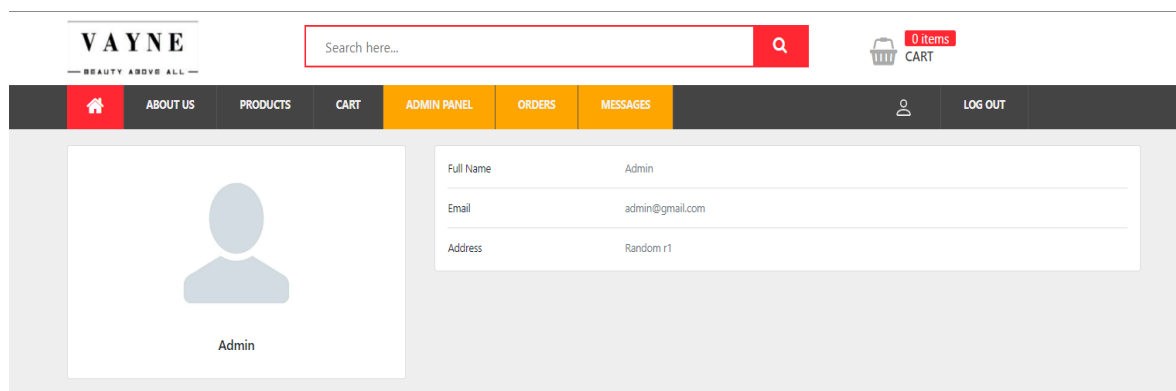 VAYNE
BEAUTY ABOVE ALL
Search here...
0 items
CART
ABOUT US PRODUCTS CART ADMIN PANEL ORDERS MESSAGES LOG OUT
Admin
Full Name Admin
Email admin@gmail.com
Address Random r1